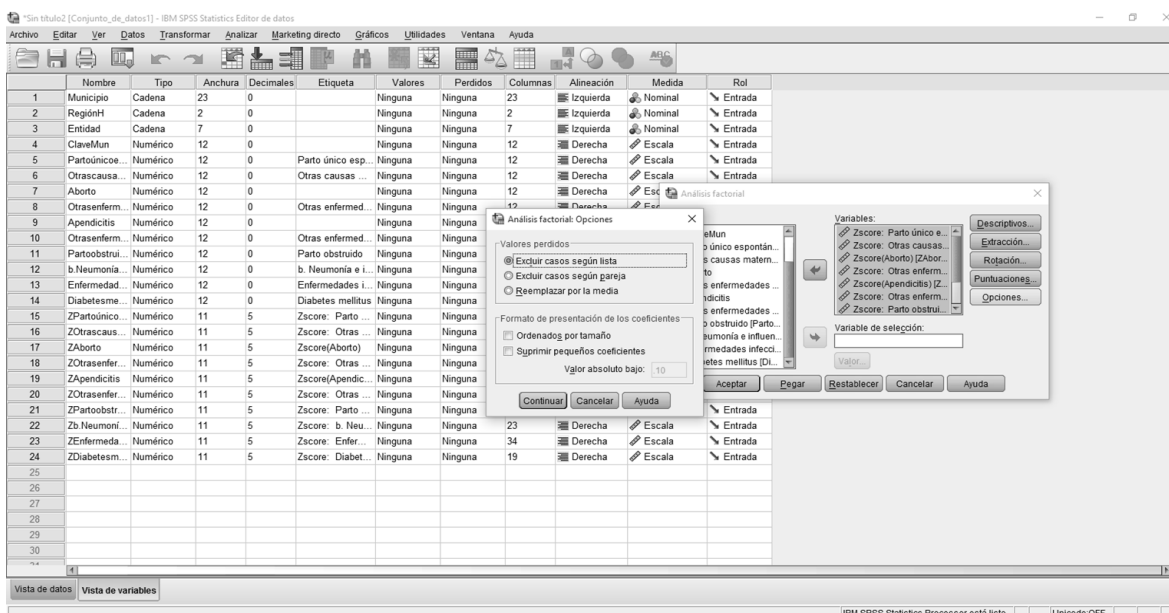 *Sin título2 [Conjunto_de_datos1] - IBM SPSS Statistics Editor de datos
Archivo Editar Ver Datos Transformar Analizar Marketing directo Gráficos Utilidades Ventana Ayuda
Nombre Tipo Anchura Decimales Etiqueta Valores Perdidos Columnas Alineación Medida Rol
1 Municipio Cadena 23 0 Ninguna Ninguna 23 Izquierda Nominal Entrada
2 RegiónH Cadena 2 0 Ninguna Ninguna 2 Izquierda Nominal Entrada
3 Entidad Cadena 7 0 Ninguna Ninguna 7 Izquierda Nominal Entrada
4 ClaveMun Numérico 12 0 Ninguna Ninguna 12 Derecha Escala Entrada
5 Partoúnicoe... Numérico 12 0 Parto único esp... Ninguna Ninguna 12 Derecha Escala Entrada
6 Otrascausa... Numérico 12 0 Otras causas ... Ninguna Ninguna 12 Derecha Escala Entrada
7 Aborto Numérico 12 0 Ninguna Ninguna 12 Derecha
8 Otrasenferm... Numérico 12 0 Otras enfermed... Ninguna Ninguna 12 Derecha
9 Apendicitis Numérico 12 0 Ninguna
10 Otrasenferm... Numérico 12 0 Otras enfermed... Ninguna Ninguna
11 Partoobstrui... Numérico 12 0 Parto obstruido Ninguna Ninguna
12 b.Neumonía... Numérico 12 0 b. Neumonía e i... Ninguna Ninguna
13 Enfermedad... Numérico 12 0 Enfermedades i... Ninguna Ninguna
14 Diabetesme... Numérico 12 0 Diabetes mellitus Ninguna Ninguna
15 ZPartoúnico... Numérico 11 5 Zscore: Parto ... Ninguna Ninguna
16 ZOtrascaus... Numérico 11 5 Zscore: Otras ... Ninguna Ninguna
17 ZAborto Numérico 11 5 Zscore(Aborto) Ninguna Ninguna
18 ZOtrasenfer... Numérico 11 5 Zscore: Otras ... Ninguna Ninguna
19 ZApendicitis Numérico 11 5 Zscore(Apendic... Ninguna Ninguna
20 ZOtrasenfer... Numérico 11 5 Zscore: Otras ... Ninguna Ninguna
21 ZPartoobstr... Numérico 11 5 Zscore: Parto ... Ninguna Ninguna Entrada
22 Zb.Neumoní... Numérico 11 5 Zscore: b. Neu... Ninguna Ninguna 23 Derecha Escala Entrada
23 ZEnfermeda... Numérico 11 5 Zscore: Enfer... Ninguna Ninguna 34 Derecha Escala Entrada
24 ZDiabetesm... Numérico 11 5 Zscore: Diabet... Ninguna Ninguna 19 Derecha Escala Entrada
25
26
27
28
29
30
Análisis factorial: Opciones
Valores perdidos
Excluir casos según lista
Excluir casos según pareja
Reemplazar por la media
Formato de presentación de los coeficientes
Ordenados por tamaño
Suprimir pequeños coeficientes
Valor absoluto bajo: .10
Continuar Cancelar Ayuda
Análisis factorial
eMun
o único espontán...
s causas matern...
to
s enfermedades ...
ndicitis
s enfermedades ...
o obstruido [Parto...
eumonía e influen...
rmedades infecci...
etes mellitus [Di...
Variables:
Zscore: Parto único e...
Zscore: Otras causas...
Zscore(Aborto) [ZAbor...
Zscore: Otras enferm...
Zscore(Apendicitis) [Z...
Zscore: Otras enferm...
Zscore: Parto obstrui...
Variable de selección:
Valor...
Descriptivos...
Extracción...
Rotación...
Puntuaciones...
Opciones...
Aceptar Pegar Restablecer Cancelar Ayuda
Vista de datos Vista de variables
IBM SPSS Statistics Processor está listo Unicode:OFF